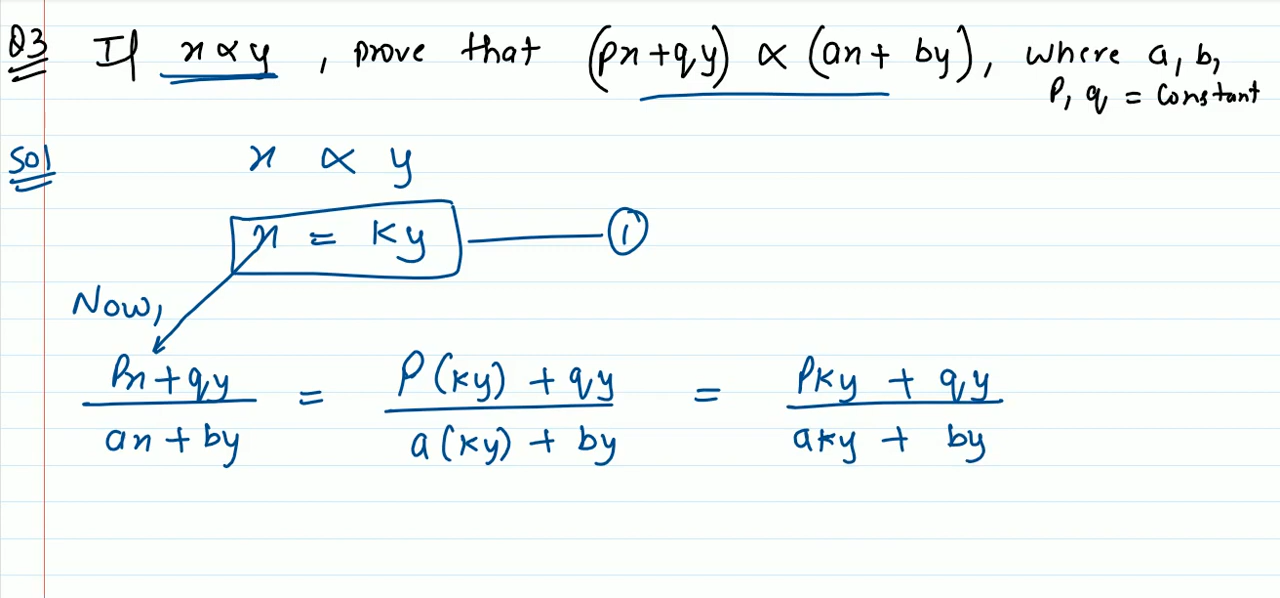 Q3 If x ∝ y, prove that (px+qy) ∝ (ax+ by), where a, b,
p, q = Constant
Sol x ∝ y
x = Ky ——— ①
Now,
Px+qy / ax+by = P(Ky) + qy / a(Ky) + by = PKy + qy / aKy + by